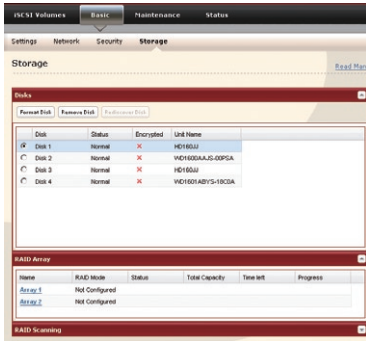 iSCSI Volumes Basic Maintenance Status
Settings Network Security Storage
Storage Read Man
Disks
Format Disk Remove Disk Rediscover Disk
Disk Status Encrypted Unit Name
Disk 1 Normal HD160JJ
Disk 2 Normal WD1600AAJS-00PSA
Disk 3 Normal HD160JJ
Disk 4 Normal WD1601ABYS-18C0A
RAID Array
Name RAID Mode Status Total Capacity Time left Progress
Array 1 Not Configured
Array 2 Not Configured
RAID Scanning